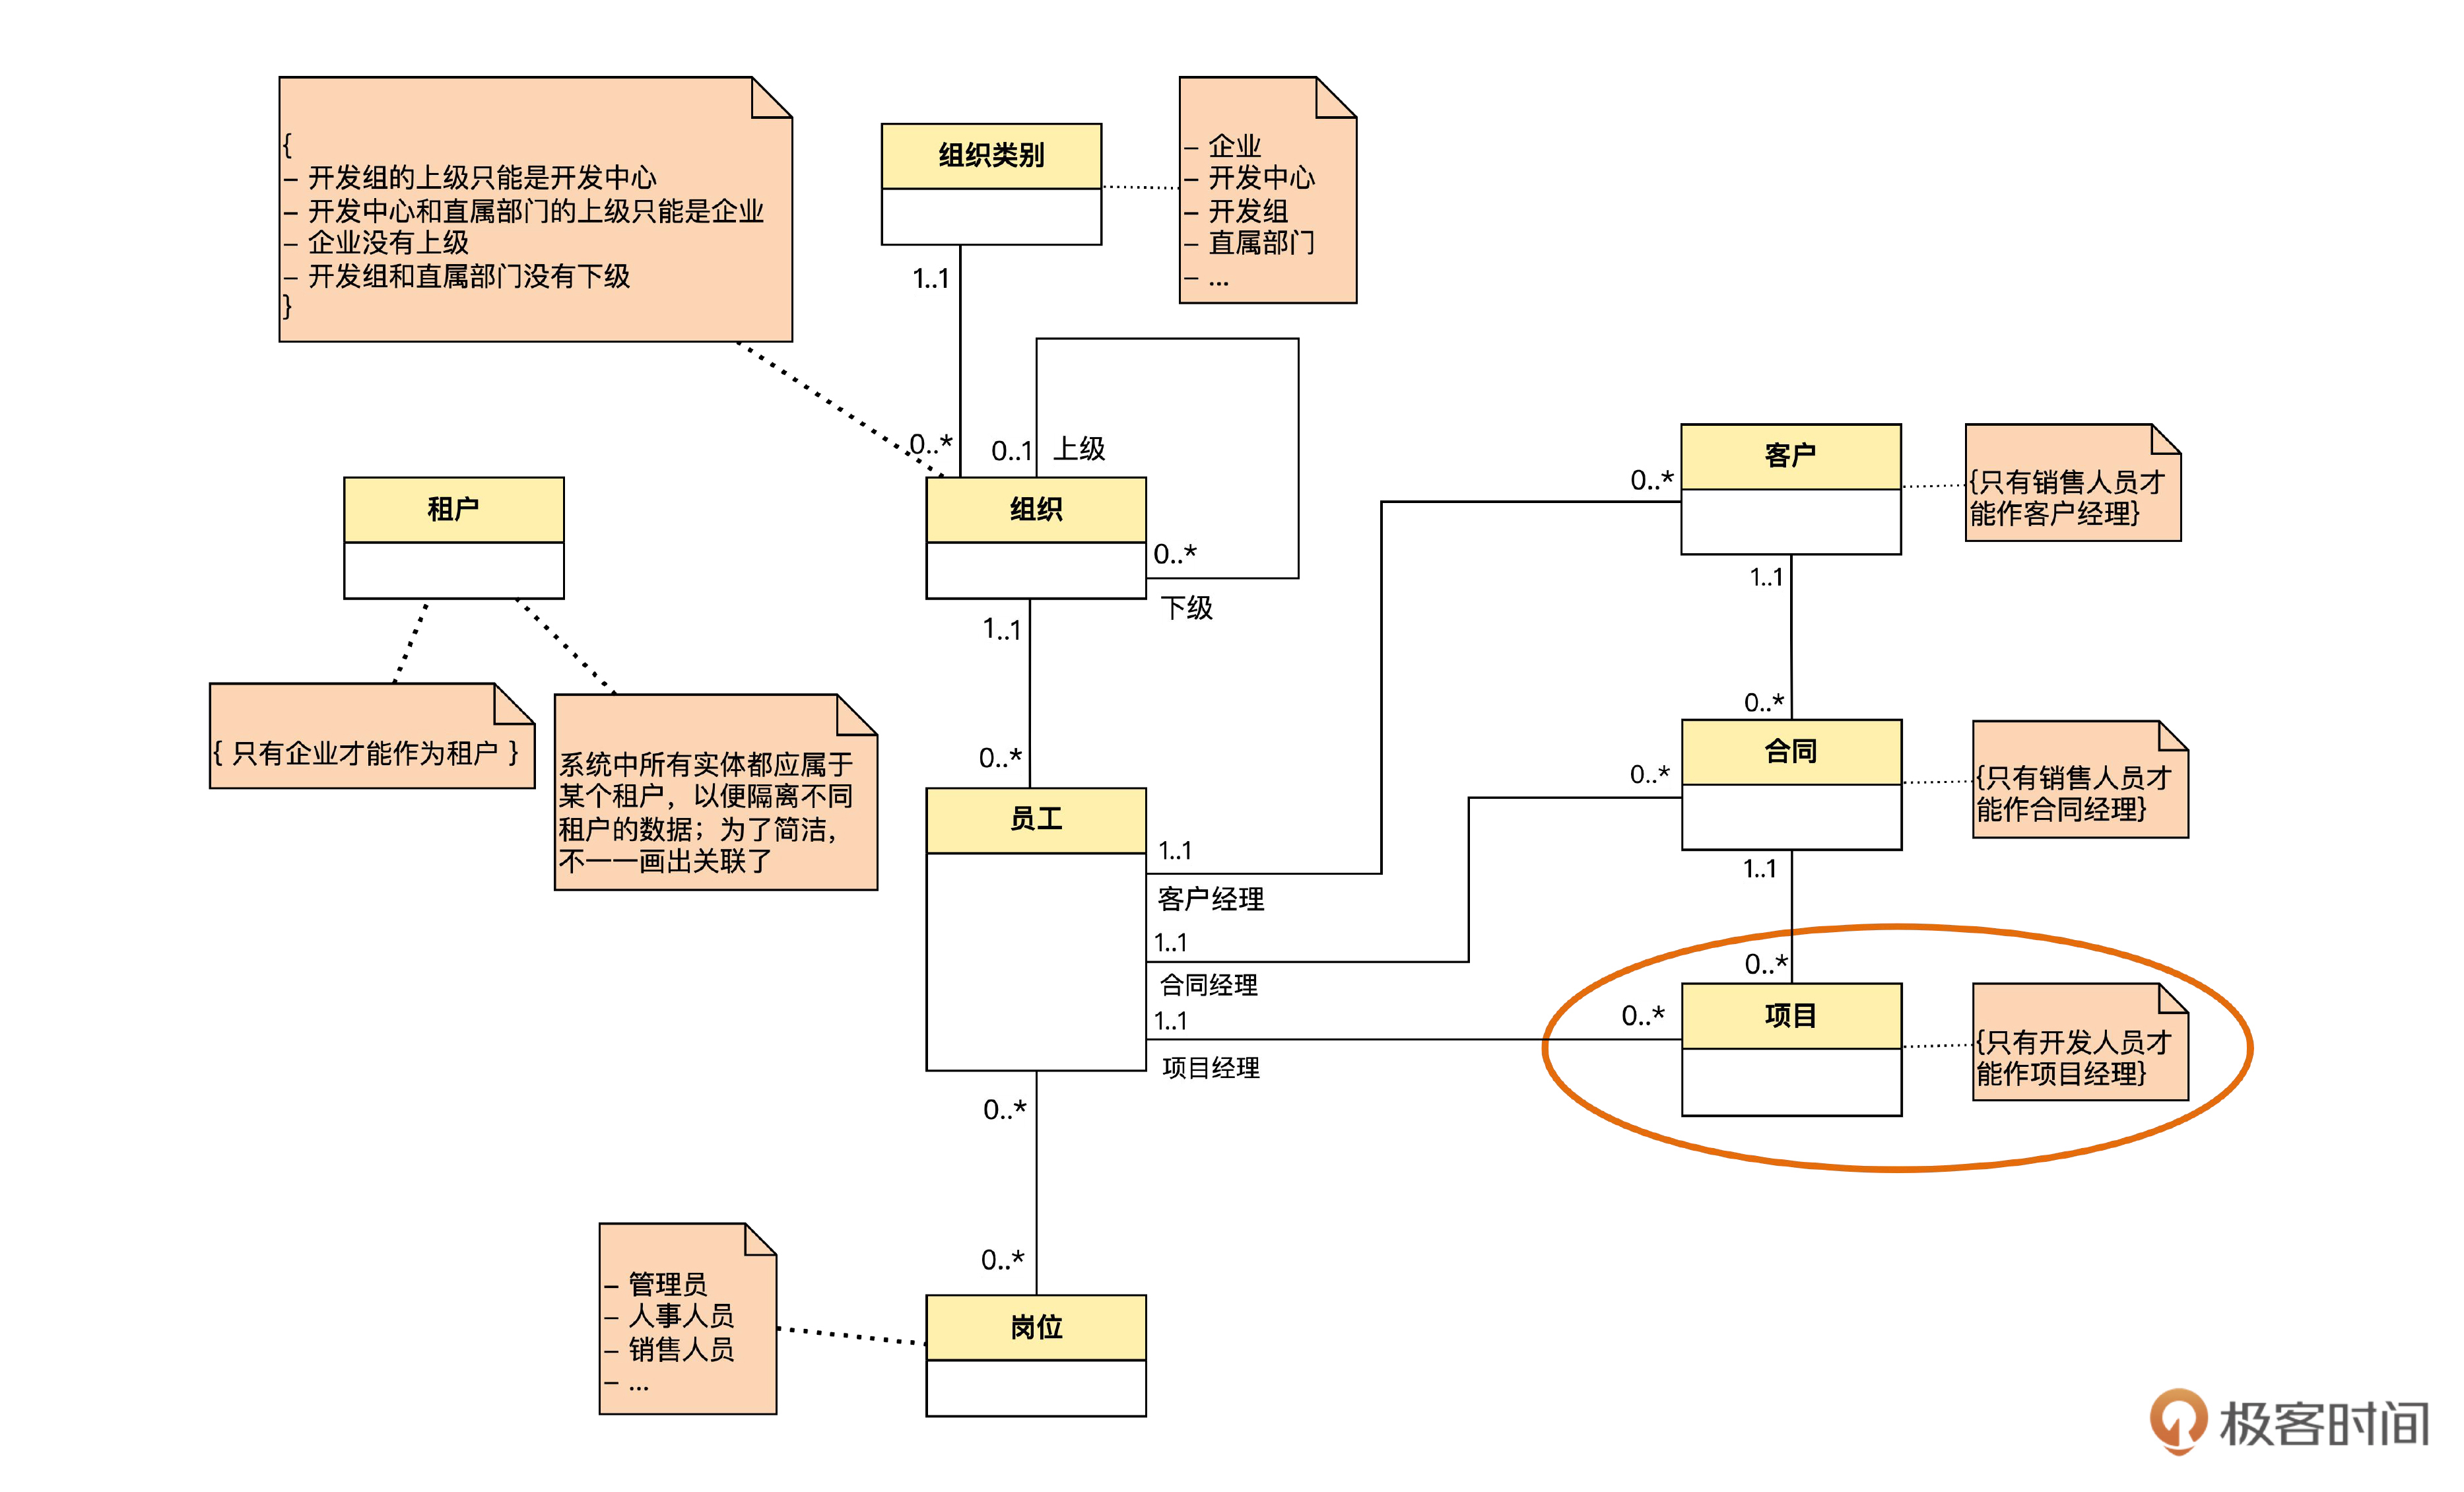 {
– 开发组的上级只能是开发中心
– 开发中心和直属部门的上级只能是企业
– 企业没有上级
– 开发组和直属部门没有下级
}
组织类别
– 企业
– 开发中心
– 开发组
– 直属部门
– ...
1..1
0..*
0..1
上级
租户
组织
0..*
下级
1..1
{ 只有企业才能作为租户 }
系统中所有实体都应属于
某个租户，以便隔离不同
租户的数据；为了简洁，
不一一画出关联了
0..*
员工
1..1
客户经理
1..1
合同经理
1..1
项目经理
0..*
客户
{只有销售人员才
能作客户经理}
1..1
0..*
0..*
合同
{只有销售人员才
能作合同经理}
1..1
0..*
0..*
项目
{只有开发人员才
能作项目经理}
0..*
0..*
– 管理员
– 人事人员
– 销售人员
– ...
岗位
极客时间